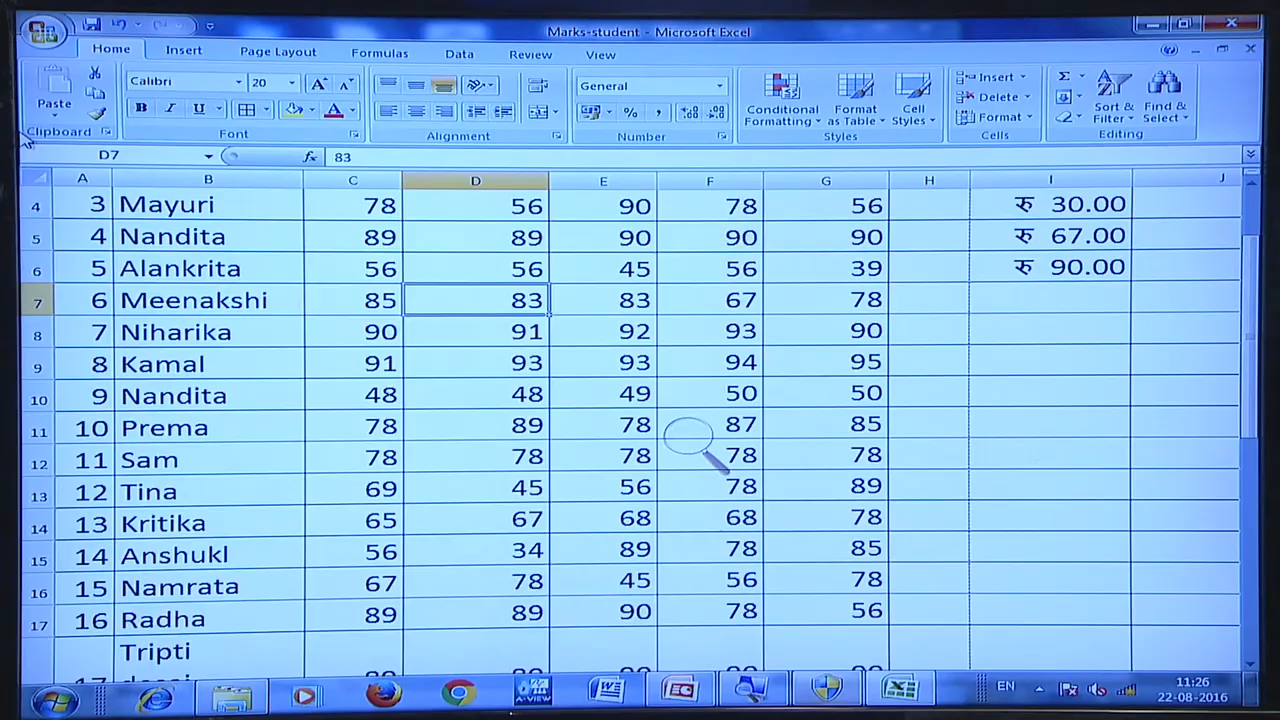 Marks-student - Microsoft Excel
Home Insert Page Layout Formulas Data Review View
Calibri 20 General
Paste B I U % ,
Conditional Formatting Format as Table Cell Styles
Insert Delete Format
Σ Sort & Filter Find & Select
Clipboard Font Alignment Number Styles Cells Editing
D7 fx 83
A B C D E F G H I J
4 3 Mayuri 78 56 90 78 56 रु 30.00
5 4 Nandita 89 89 90 90 90 रु 67.00
6 5 Alankrita 56 56 45 56 39 रु 90.00
7 6 Meenakshi 85 83 83 67 78
8 7 Niharika 90 91 92 93 90
9 8 Kamal 91 93 93 94 95
10 9 Nandita 48 48 49 50 50
11 10 Prema 78 89 78 87 85
12 11 Sam 78 78 78 78 78
13 12 Tina 69 45 56 78 89
14 13 Kritika 65 67 68 68 78
15 14 Anshukl 56 34 89 78 85
16 15 Namrata 67 78 45 56 78
17 16 Radha 89 89 90 78 56
Tripti
A-VIEW EN 11:26
22-08-2016